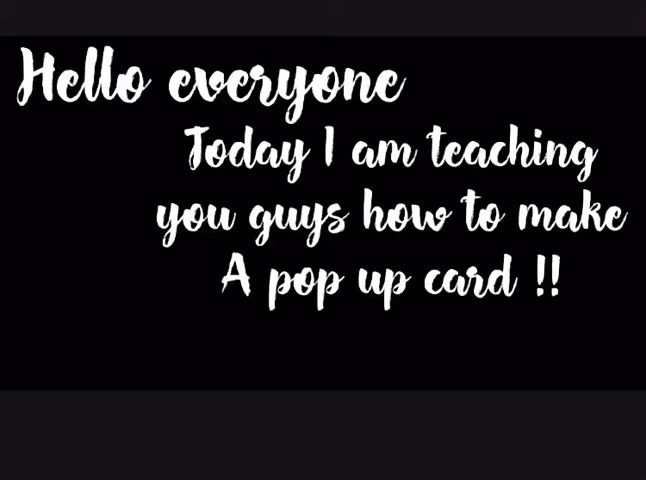 Hello everyone
Today I am teaching
you guys how to make
A pop up card !!